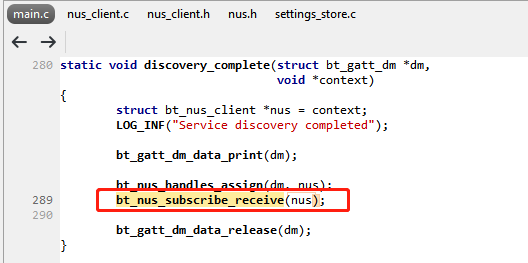 main.c nus_client.c nus_client.h nus.h settings_store.c
280 static void discovery_complete(struct bt_gatt_dm *dm,
void *context)
{
struct bt_nus_client *nus = context;
LOG_INF("Service discovery completed");
bt_gatt_dm_data_print(dm);
bt_nus_handles_assign(dm, nus);
289 bt_nus_subscribe_receive(nus);
290
bt_gatt_dm_data_release(dm);
}